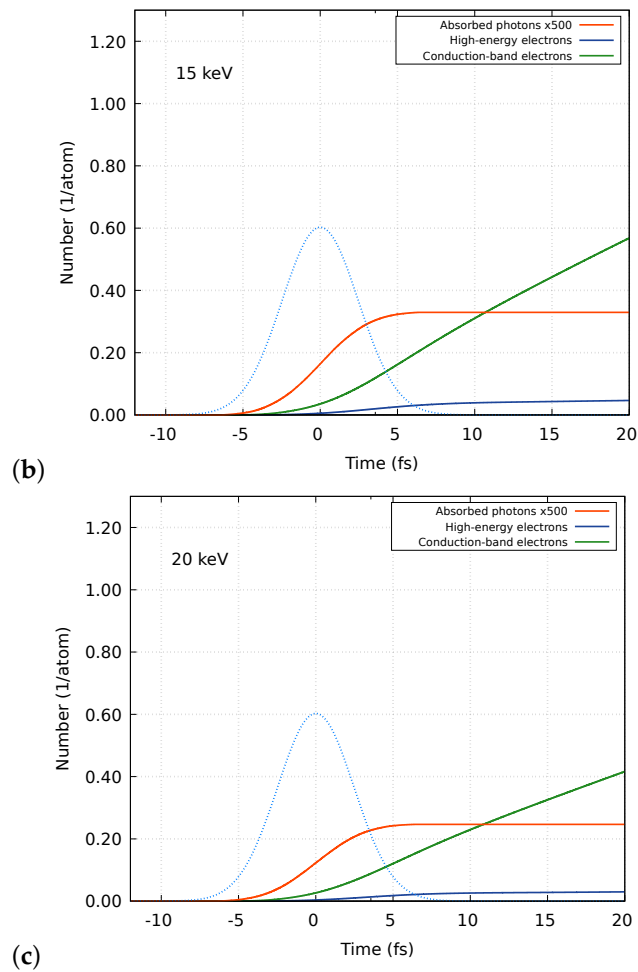 1.20
1.00
0.80
0.60
0.40
0.20
0.00
Number (1/atom)
15 keV
Absorbed photons x500
High-energy electrons
Conduction-band electrons
-10 -5 0 5 10 15 20
Time (fs)
(b)
1.20
1.00
0.80
0.60
0.40
0.20
0.00
Number (1/atom)
20 keV
Absorbed photons x500
High-energy electrons
Conduction-band electrons
-10 -5 0 5 10 15 20
Time (fs)
(c)